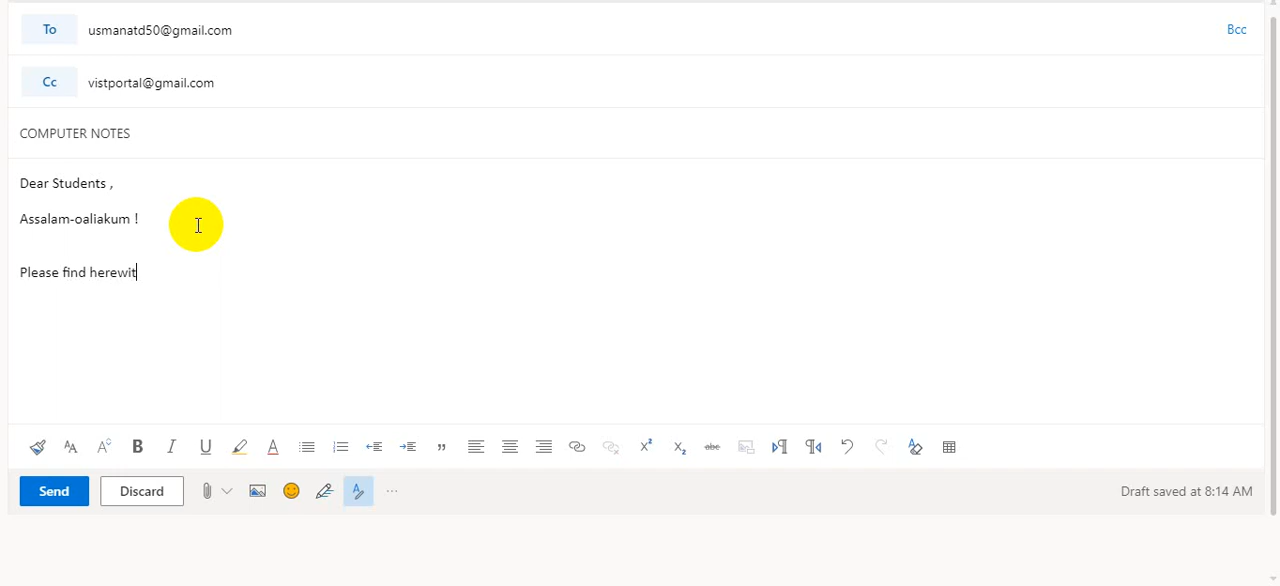 To usmanatd50@gmail.com Bcc
Cc vistportal@gmail.com
COMPUTER NOTES
Dear Students ,
Assalam-oaliakum !
Please find herewit
Send Discard Draft saved at 8:14 AM